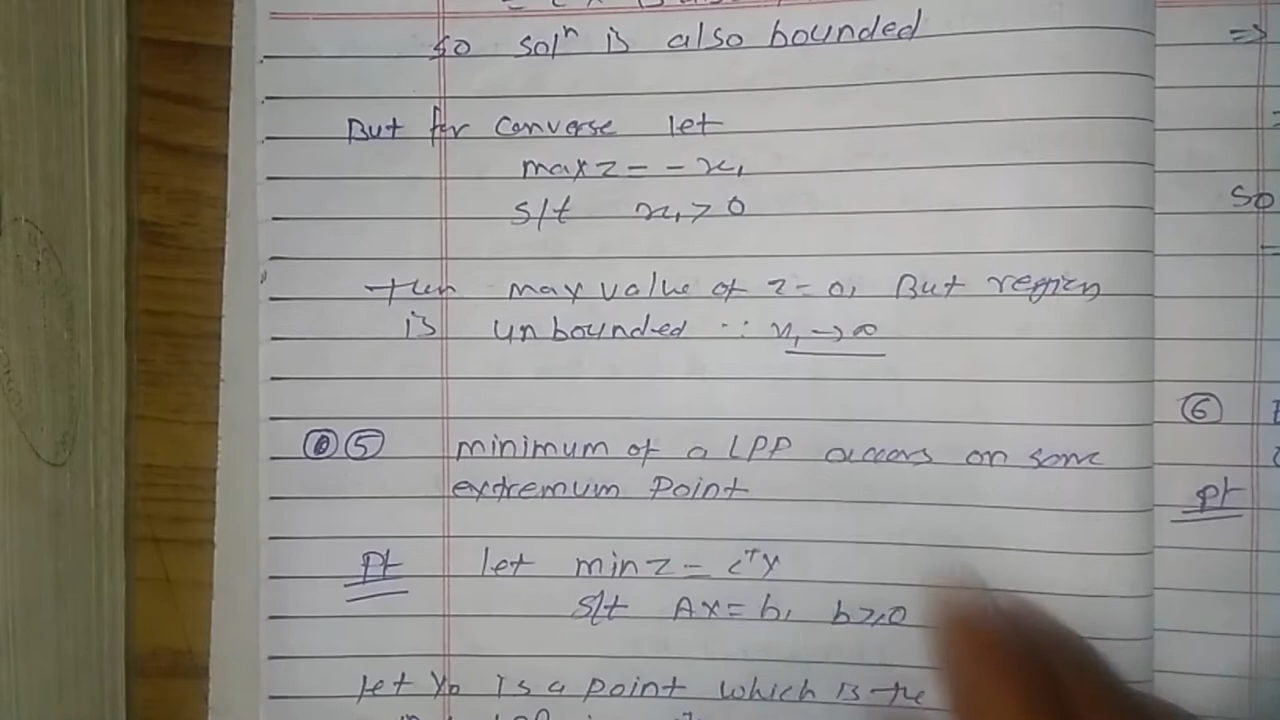 so solⁿ is also bounded
But for converse let
max z = - x₁
s/t x₁ > 0
then max value of z = 0, But region
is unbounded ∵ x₁ → ∞
⑤ minimum of a LPP occurs on some
extremum Point
Pf let min z = cᵀx
s/t Ax = b, b ≥ 0
let x₀ is a point which is the
⇒
so
⑥
Pf